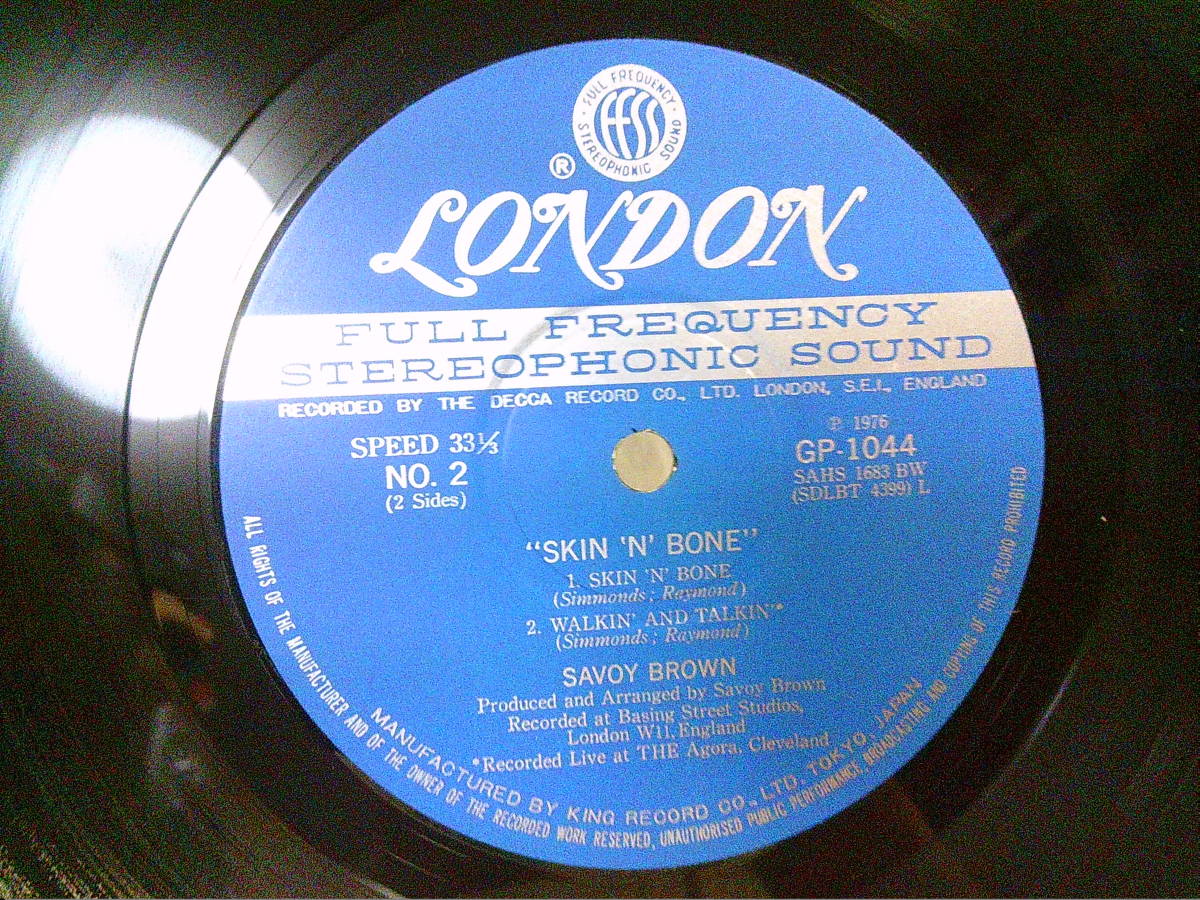 FULL FREQUENCY
ffss
STEREOPHONIC SOUND
®
LONDON
FULL FREQUENCY
STEREOPHONIC SOUND
RECORDED BY THE DECCA RECORD CO., LTD. LONDON, S.E.I., ENGLAND
SPEED 33⅓
NO. 2
(2 Sides)
℗ 1976
GP-1044
SAHS 1683 BW
(SDLBT 4399) L
"SKIN 'N' BONE"
1. SKIN 'N' BONE
(Simmonds ; Raymond)
2. WALKIN' AND TALKIN'*
(Simmonds ; Raymond)
SAVOY BROWN
Produced and Arranged by Savoy Brown
Recorded at Basing Street Studios,
London W11, England
*Recorded Live at THE Agora, Cleveland
MANUFACTURED BY KING RECORD CO., LTD. TOKYO, JAPAN
ALL RIGHTS OF THE MANUFACTURER AND OF THE OWNER OF THE RECORDED WORK RESERVED, UNAUTHORISED PUBLIC PERFORMANCE, BROADCASTING AND COPYING OF THIS RECORD PROHIBITED